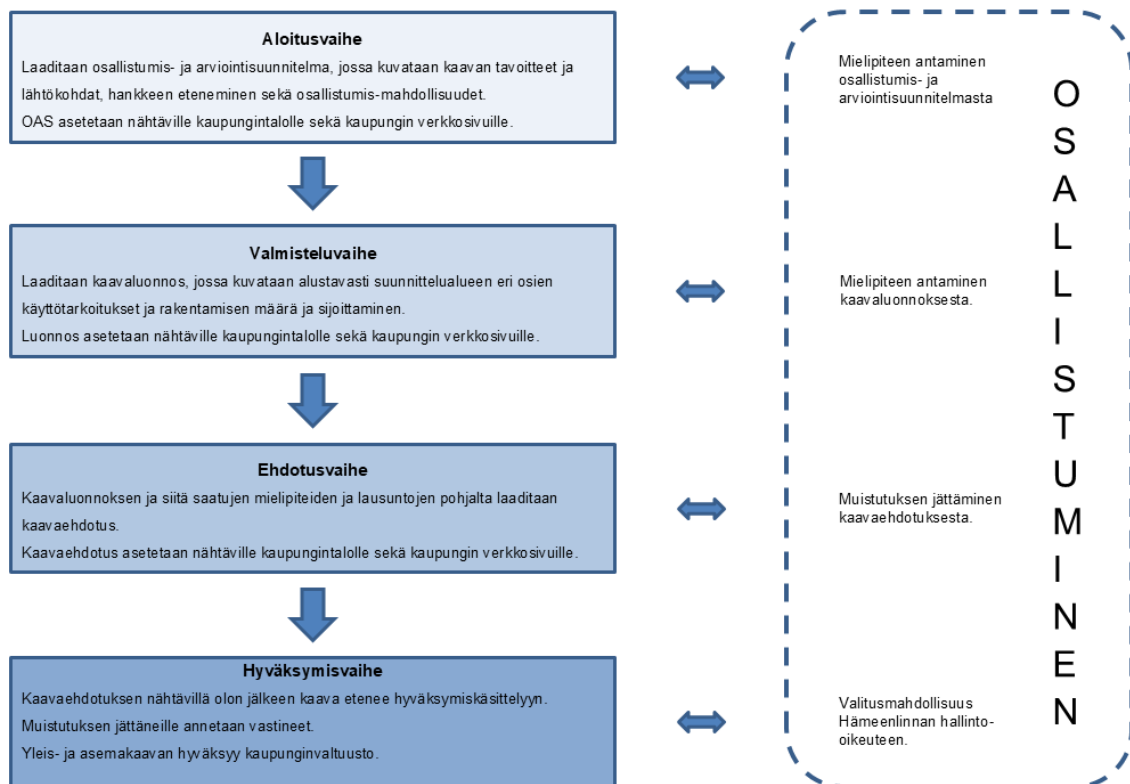 Aloitusvaihe
Laaditaan osallistumis- ja arviointisuunnitelma, jossa kuvataan kaavan tavoitteet ja
lähtökohdat, hankkeen eteneminen sekä osallistumis-mahdollisuudet.
OAS asetetaan nähtäville kaupungintalolle sekä kaupungin verkkosivuille.
Mielipiteen antaminen
osallistumis- ja
arviointisuunnitelmasta
Valmisteluvaihe
Laaditaan kaavaluonnos, jossa kuvataan alustavasti suunnittelualueen eri osien
käyttötarkoitukset ja rakentamisen määrä ja sijoittaminen.
Luonnos asetetaan nähtäville kaupungintalolle sekä kaupungin verkkosivuille.
Mielipiteen antaminen
kaavaluonnoksesta.
Ehdotusvaihe
Kaavaluonnoksen ja siitä saatujen mielipiteiden ja lausuntojen pohjalta laaditaan
kaavaehdotus.
Kaavaehdotus asetetaan nähtäville kaupungintalolle sekä kaupungin verkkosivuille.
Muistutuksen jättäminen
kaavaehdotuksesta.
Hyväksymisvaihe
Kaavaehdotuksen nähtävillä olon jälkeen kaava etenee hyväksymiskäsittelyyn.
Muistutuksen jättäneille annetaan vastineet.
Yleis- ja asemakaavan hyväksyy kaupunginvaltuusto.
Valitusmahdollisuus
Hämeenlinnan hallinto-
oikeuteen.
OSALLISTUMINEN